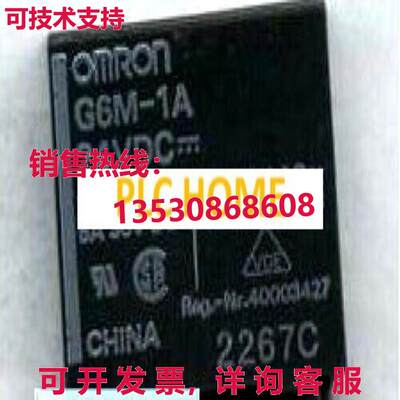 可技术支持
OMRON
G6M-1A
销售热线:
PLC HOME
13530868608
Reg.-Nr.40003427
VDE
CHINA
2267C
可开发票,详询客服